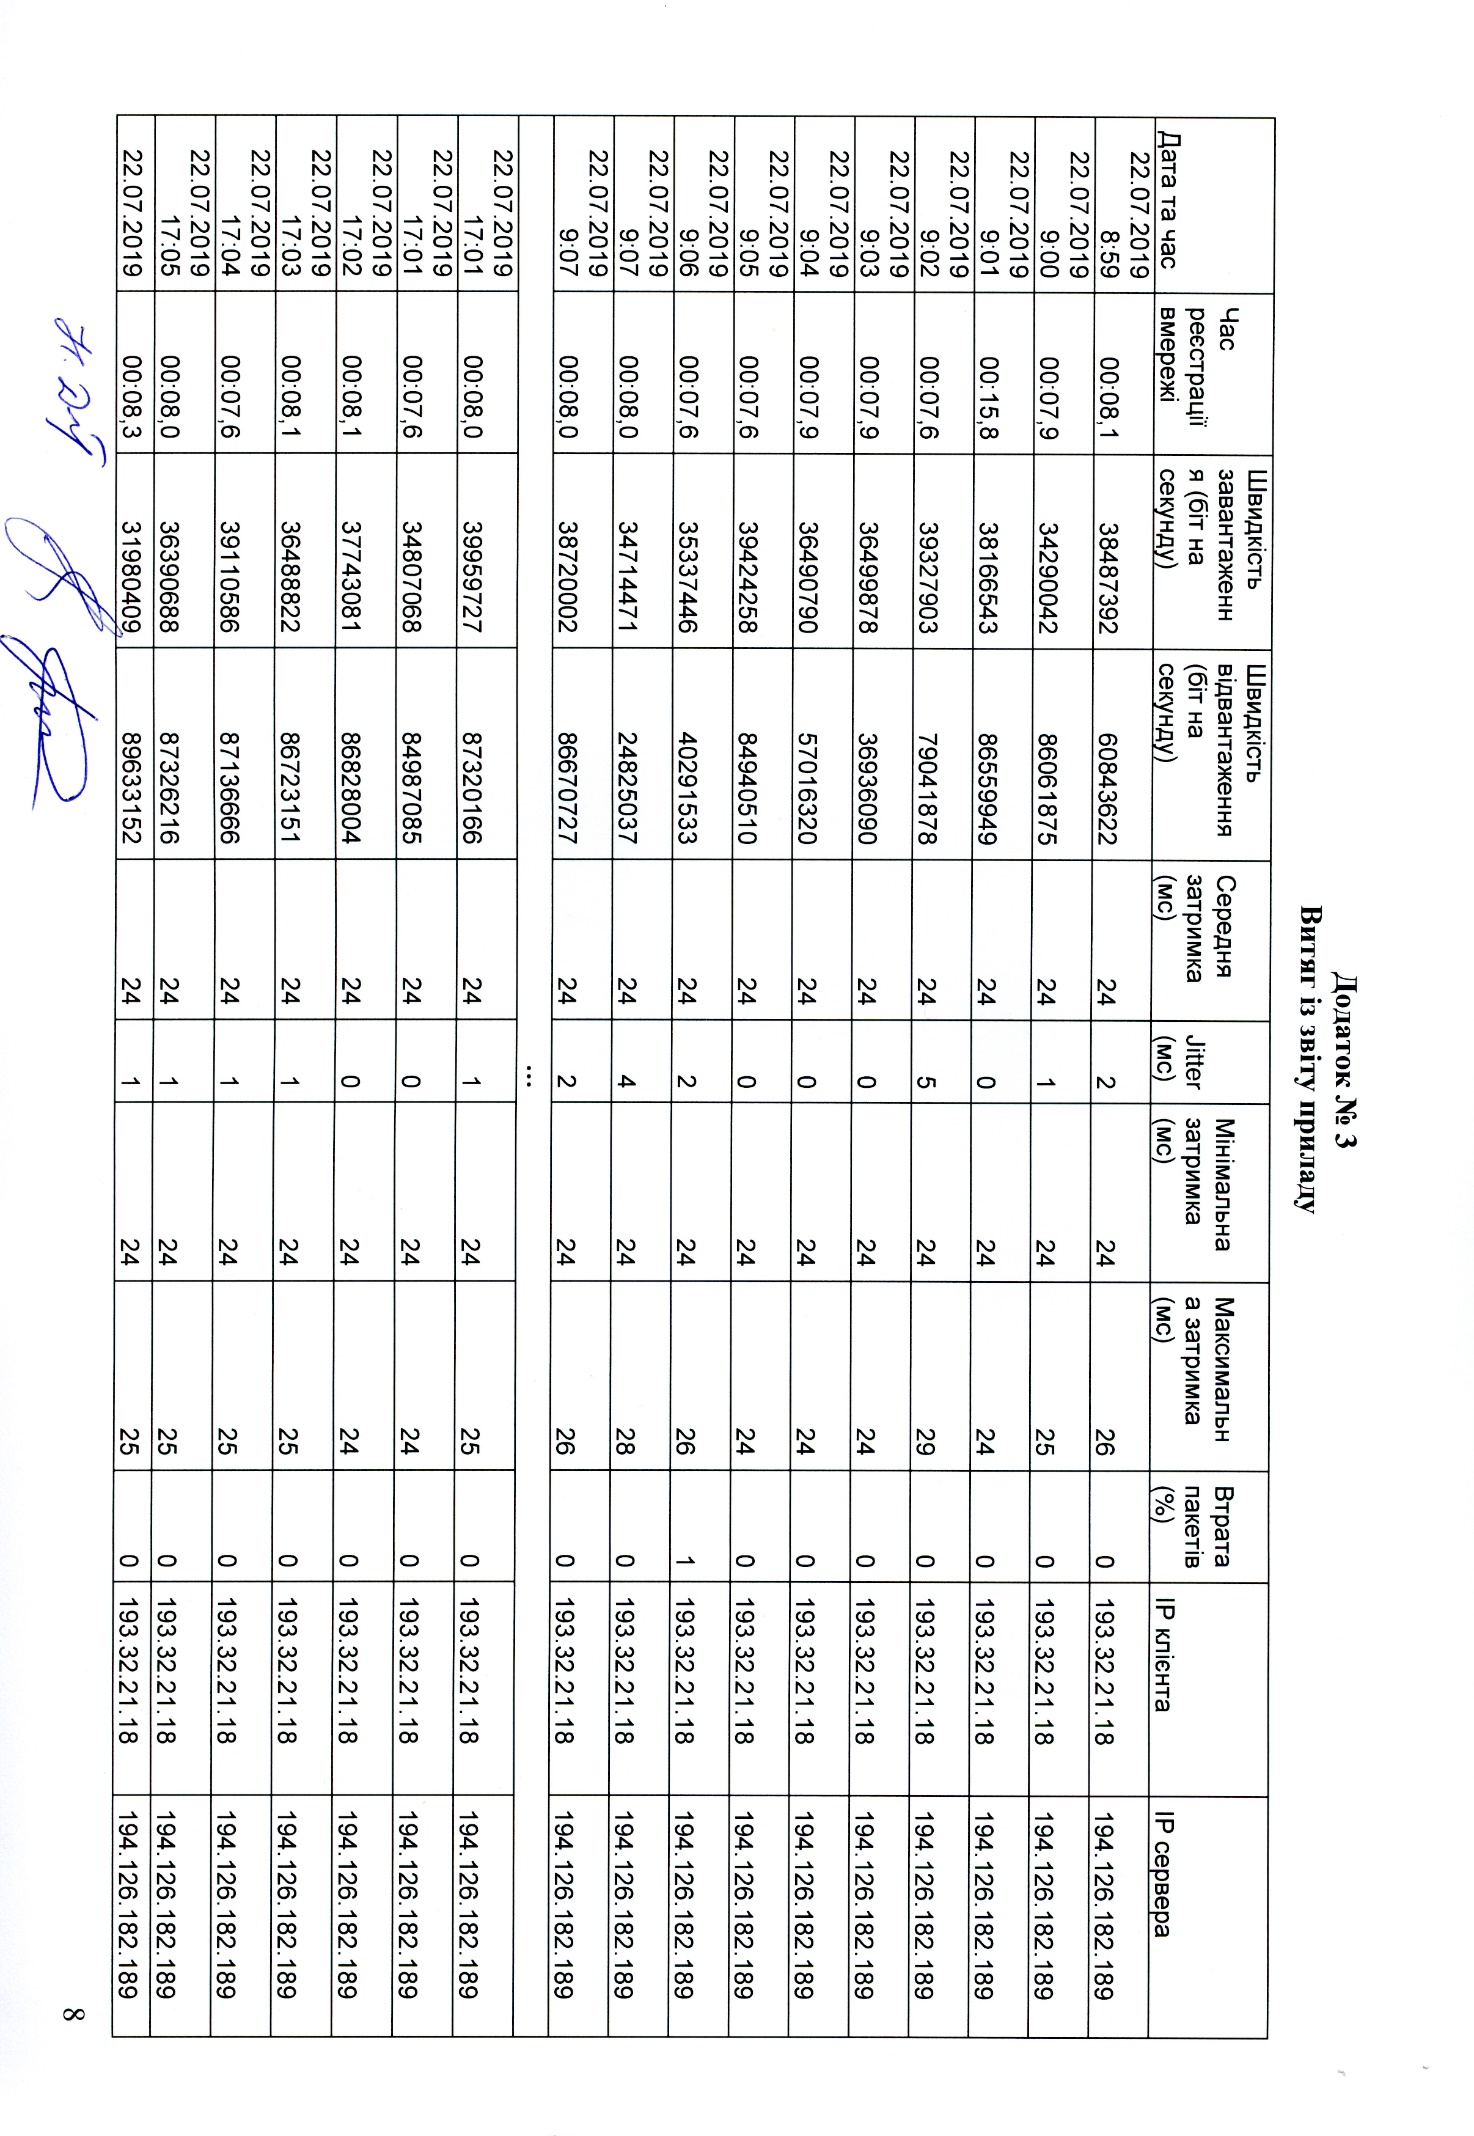 Додаток № 3
Витяг із звіту приладу
Дата та час
Час
реєстрації
вмережі
Швидкість
завантаженн
я (біт на
секунду)
Швидкість
відвантаження
(біт на
секунду)
Середня
затримка
(мс)
Jitter
(мс)
Мінімальна
затримка
(мс)
Максимальн
а затримка
(мс)
Втрата
пакетів
(%)
IP клієнта
IP сервера
22.07.2019
8:59 00:08,1 38487392 60843622 24 2 24 26 0 193.32.21.18 194.126.182.189
22.07.2019
9:00 00:07,9 34290042 86061875 24 1 24 25 0 193.32.21.18 194.126.182.189
22.07.2019
9:01 00:15,8 38166543 86559949 24 0 24 24 0 193.32.21.18 194.126.182.189
22.07.2019
9:02 00:07,6 39327903 79041878 24 5 24 29 0 193.32.21.18 194.126.182.189
22.07.2019
9:03 00:07,9 36499878 36936090 24 0 24 24 0 193.32.21.18 194.126.182.189
22.07.2019
9:04 00:07,9 36490790 57016320 24 0 24 24 0 193.32.21.18 194.126.182.189
22.07.2019
9:05 00:07,6 39424258 84940510 24 0 24 24 0 193.32.21.18 194.126.182.189
22.07.2019
9:06 00:07,6 35337446 40291533 24 2 24 26 1 193.32.21.18 194.126.182.189
22.07.2019
9:07 00:08,0 34714471 24825037 24 4 24 28 0 193.32.21.18 194.126.182.189
22.07.2019
9:07 00:08,0 38720002 86670727 24 2 24 26 0 193.32.21.18 194.126.182.189
...
22.07.2019
17:01 00:08,0 39959727 87320166 24 1 24 25 0 193.32.21.18 194.126.182.189
22.07.2019
17:01 00:07,6 34807068 84987085 24 0 24 24 0 193.32.21.18 194.126.182.189
22.07.2019
17:02 00:08,1 37743081 86828004 24 0 24 24 0 193.32.21.18 194.126.182.189
22.07.2019
17:03 00:08,1 36488822 86723151 24 1 24 25 0 193.32.21.18 194.126.182.189
22.07.2019
17:04 00:07,6 39110586 87136666 24 1 24 25 0 193.32.21.18 194.126.182.189
22.07.2019
17:05 00:08,0 36390688 87326216 24 1 24 25 0 193.32.21.18 194.126.182.189
22.07.2019 00:08,3 31980409 89633152 24 1 24 25 0 193.32.21.18 194.126.182.189
8